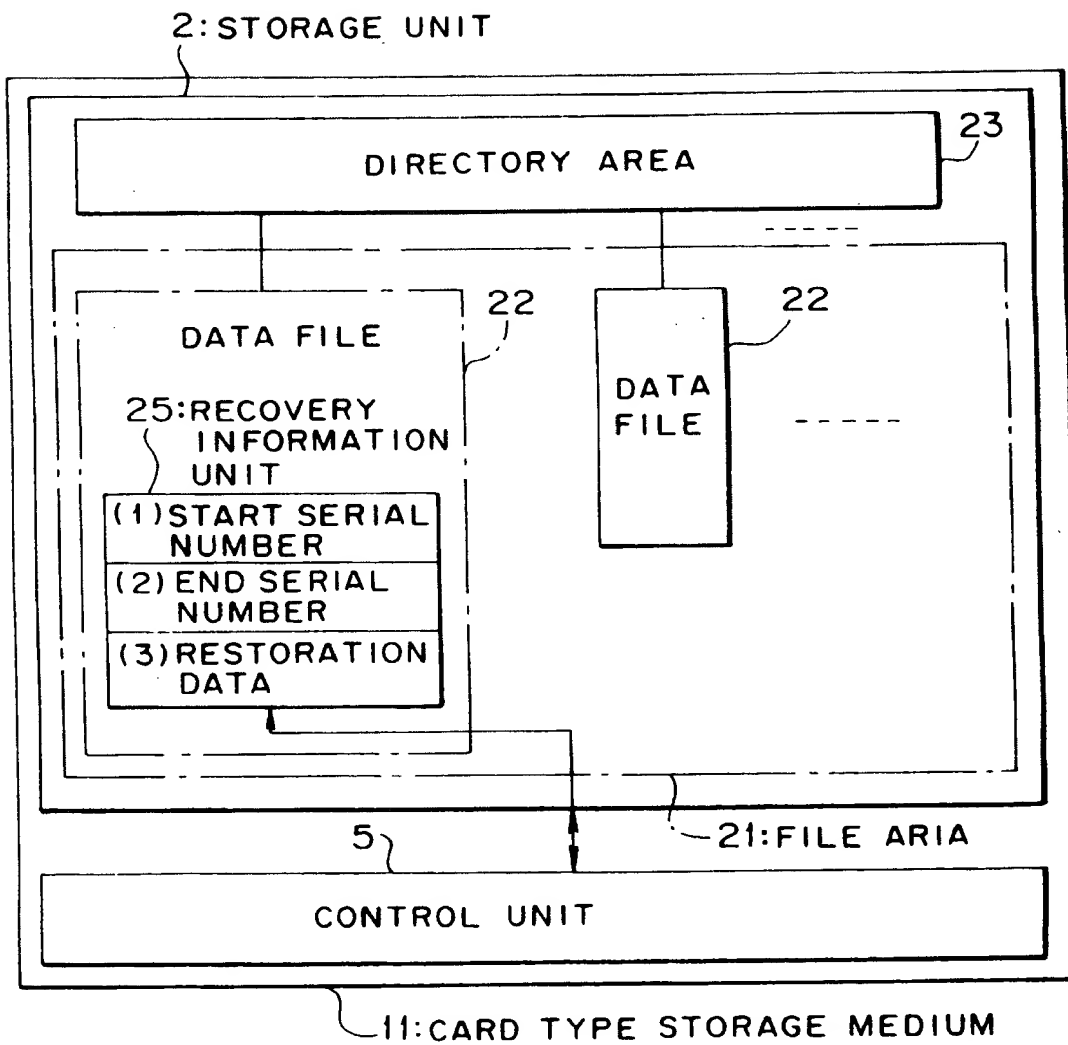 2: STORAGE UNIT
23
DIRECTORY AREA
22
22
DATA FILE
DATA
FILE
25: RECOVERY
INFORMATION
UNIT
(1) START SERIAL
NUMBER
(2) END SERIAL
NUMBER
(3) RESTORATION
DATA
5
21: FILE ARIA
CONTROL UNIT
11: CARD TYPE STORAGE MEDIUM